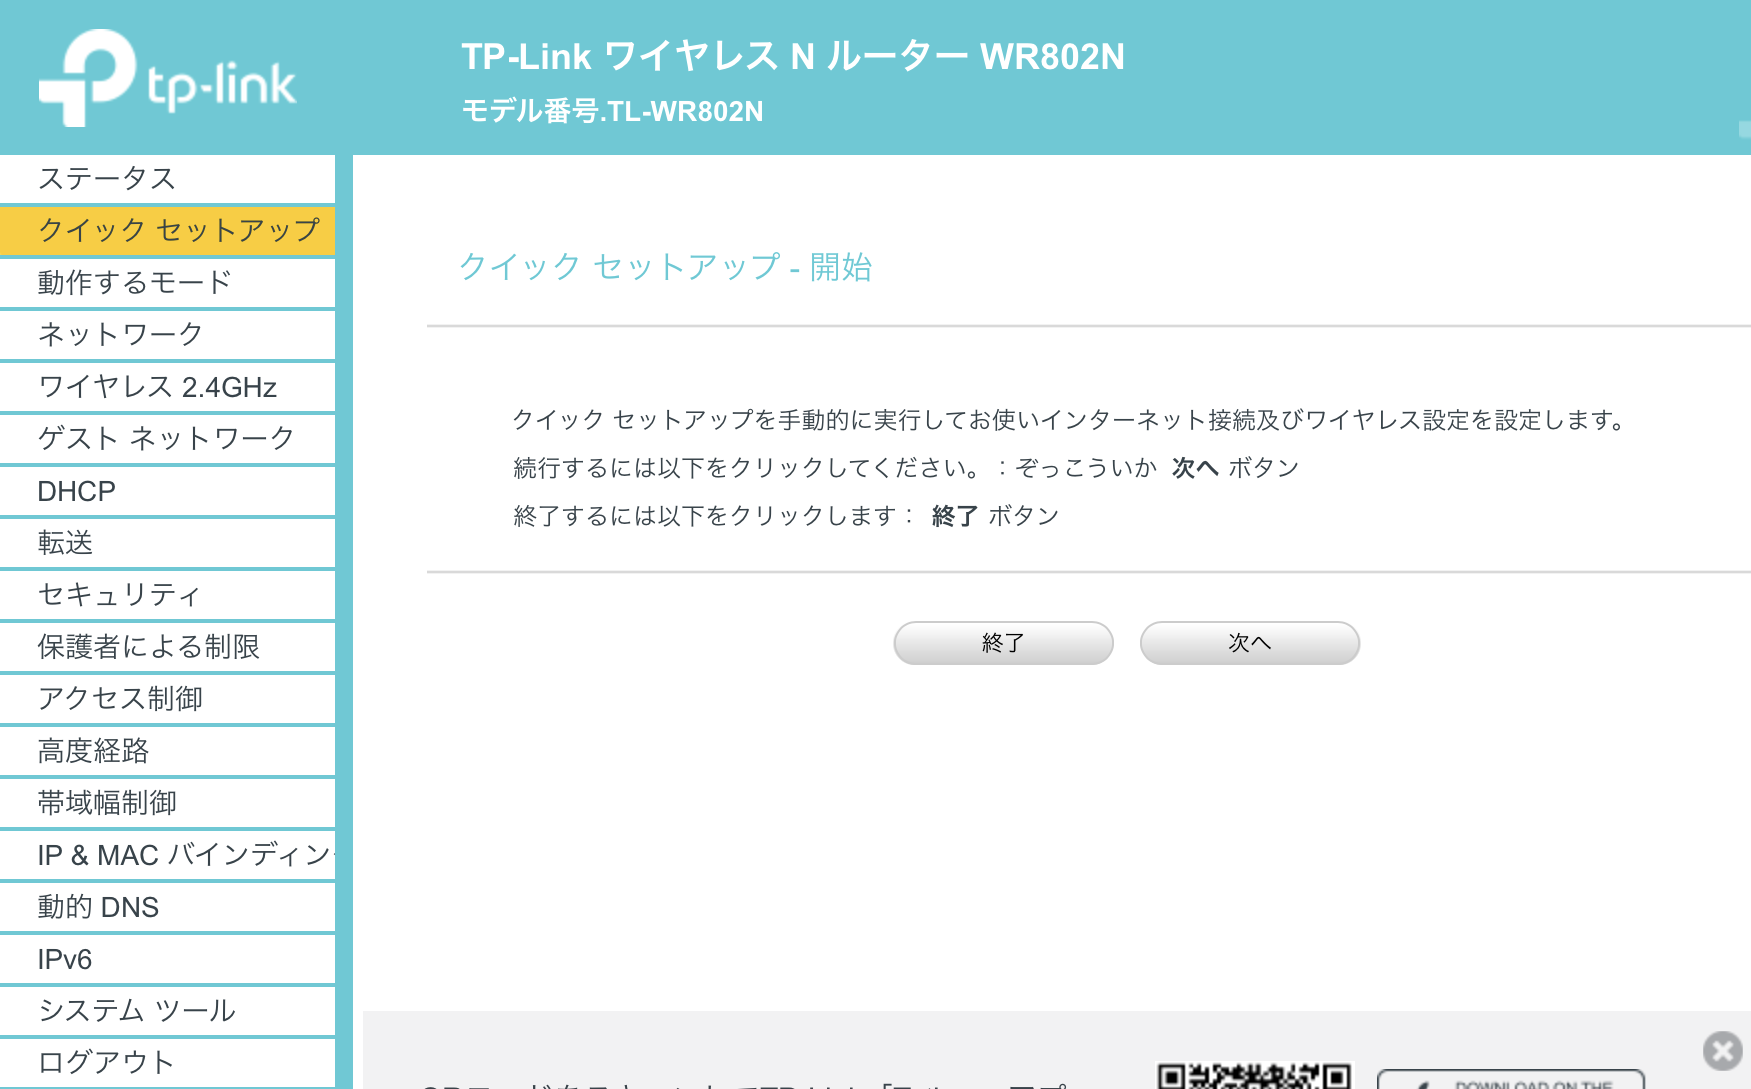 tp-link
TP-Link ワイヤレス N ルーター WR802N
モデル番号.TL-WR802N
ステータス
クイック セットアップ
動作するモード
ネットワーク
ワイヤレス 2.4GHz
ゲスト ネットワーク
DHCP
転送
セキュリティ
保護者による制限
アクセス制御
高度経路
帯域幅制御
IP & MAC バインディン
動的 DNS
IPv6
システム ツール
ログアウト
クイック セットアップ - 開始
クイック セットアップを手動的に実行してお使いインターネット接続及びワイヤレス設定を設定します。
続行するには以下をクリックしてください。：ぞっこういか 次へ ボタン
終了するには以下をクリックします： 終了 ボタン
終了
次へ
DOWNLOAD ON THE